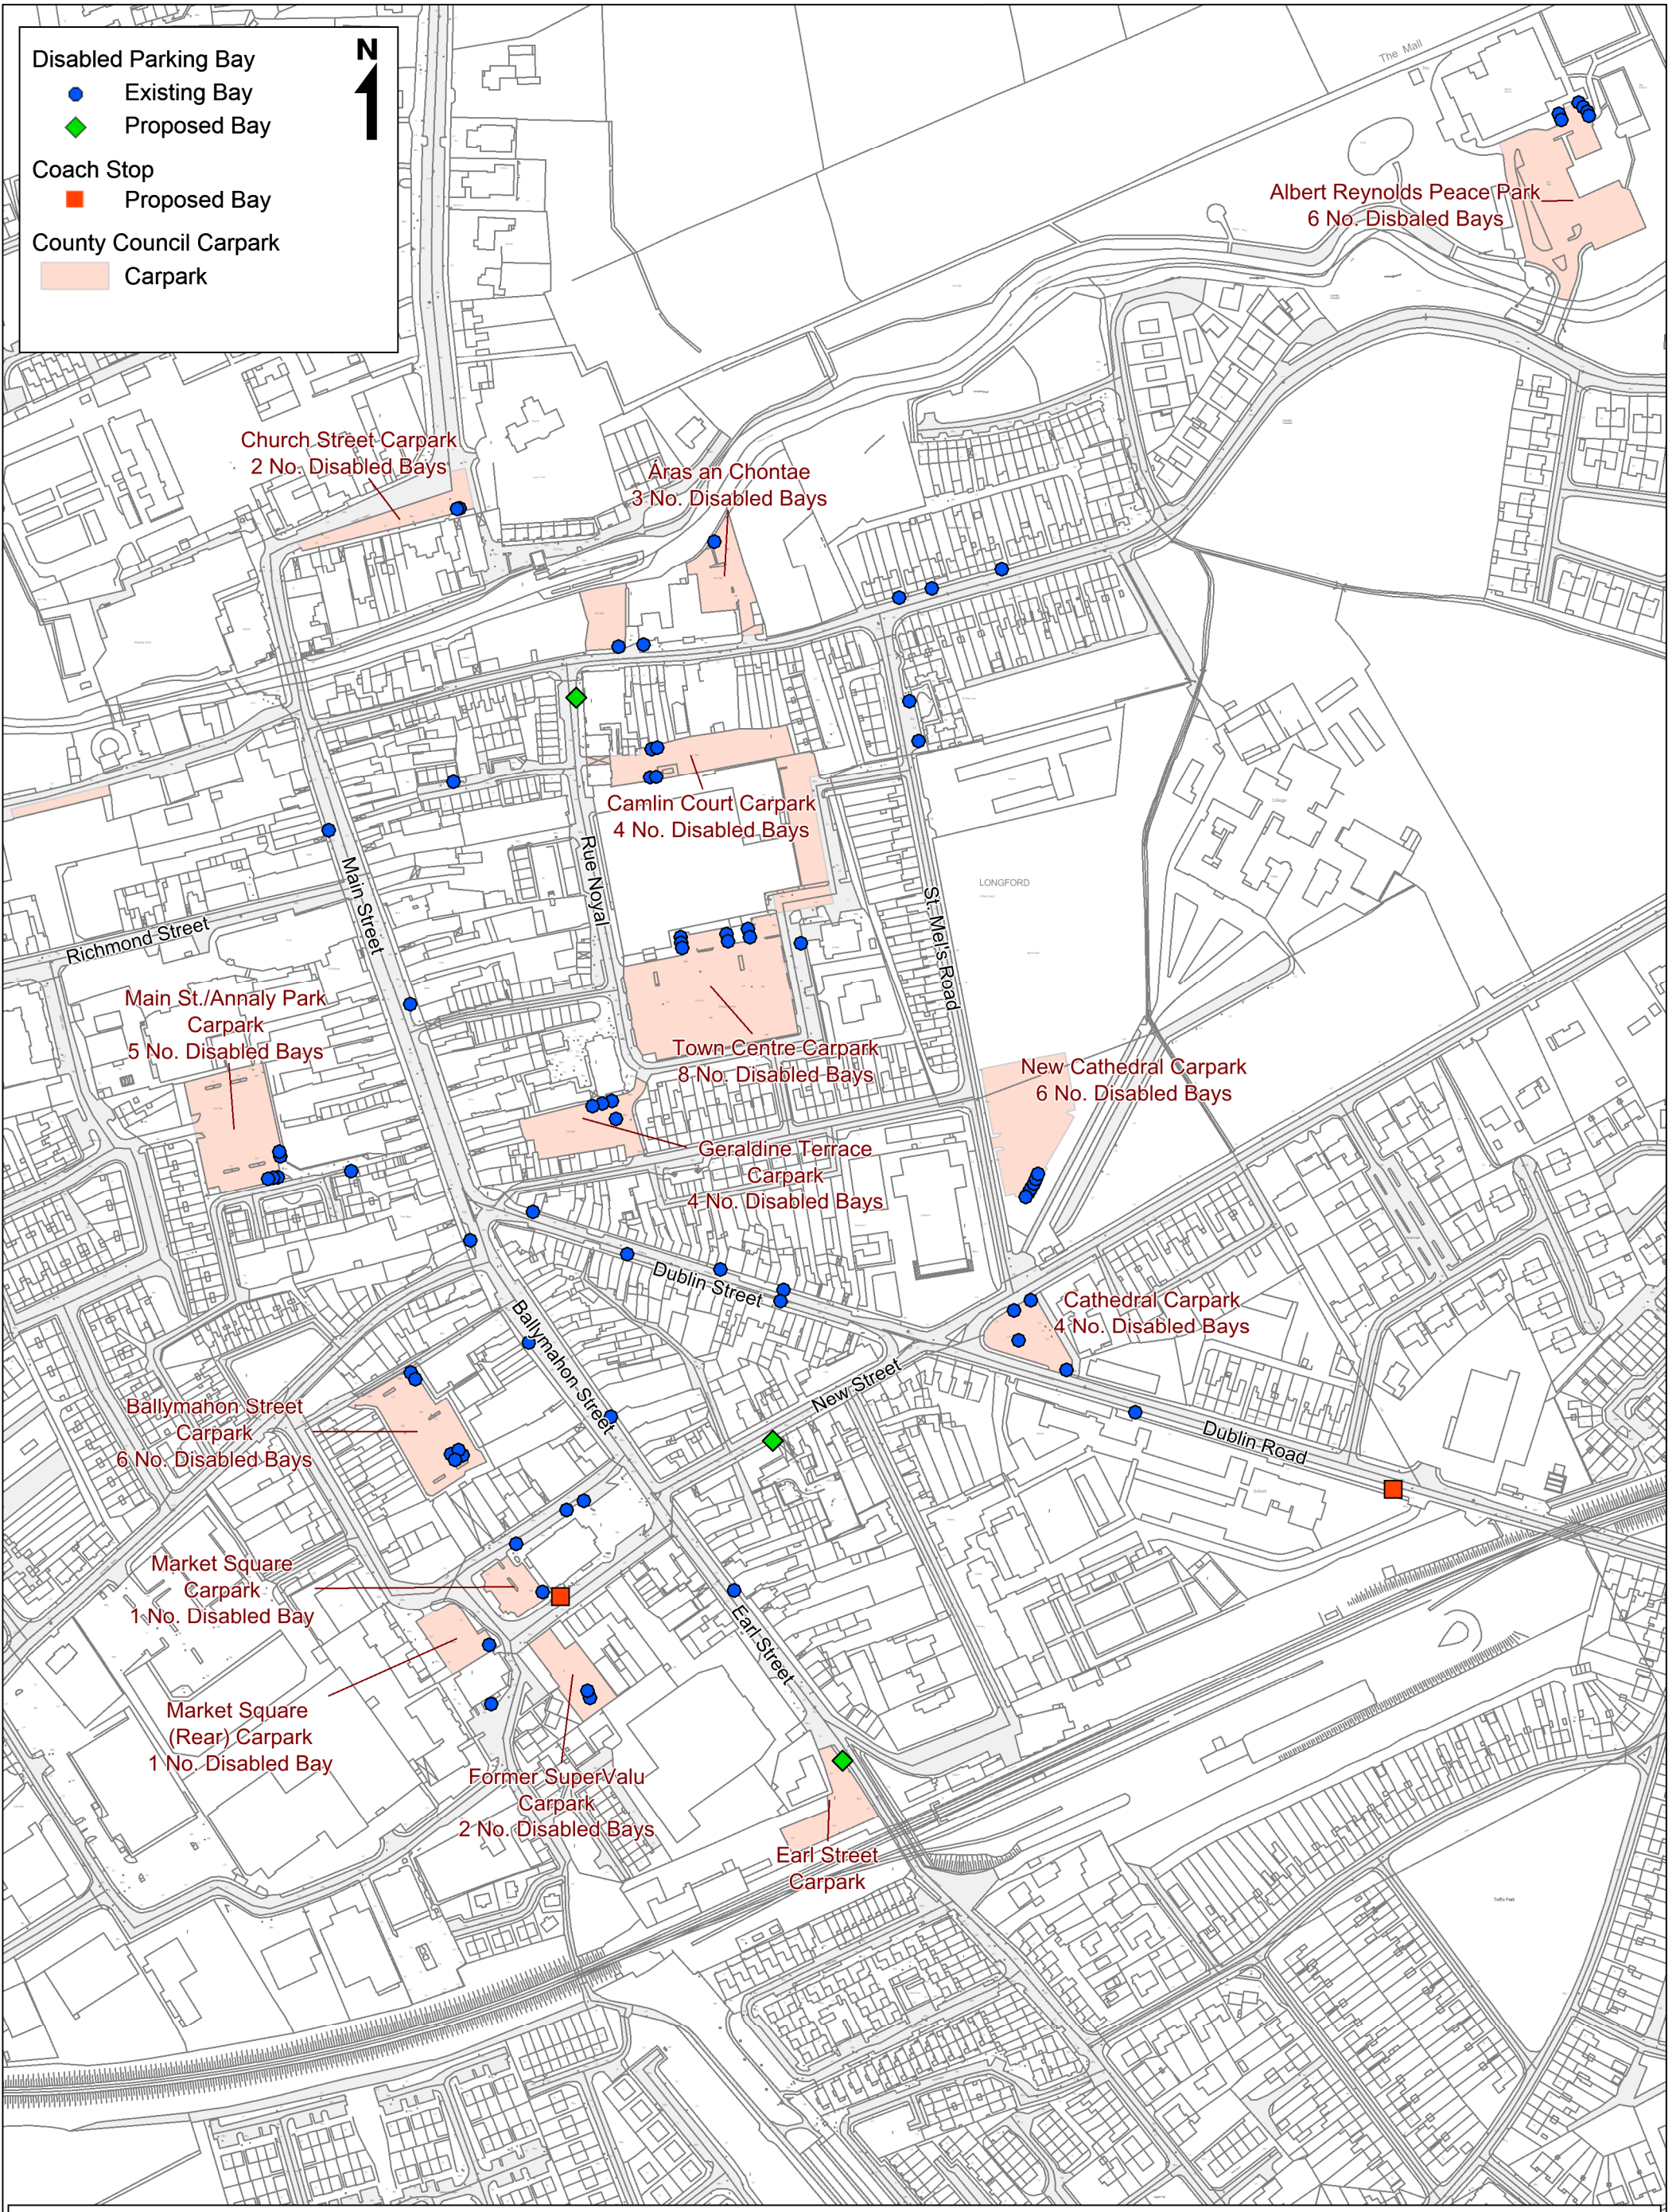 Disabled Parking Bay
N
Existing Bay
Proposed Bay
Coach Stop
Proposed Bay
County Council Carpark
Carpark
The Mall
Albert Reynolds Peace Park
6 No. Disbaled Bays
Church Street Carpark
2 No. Disabled Bays
Áras an Chontae
3 No. Disabled Bays
Camlin Court Carpark
4 No. Disabled Bays
Rue Noyal
Main Street
LONGFORD
College
St. Mel's Road
Richmond Street
Main St./Annaly Park
Carpark
5 No. Disabled Bays
Town Centre Carpark
8 No. Disabled Bays
New Cathedral Carpark
6 No. Disabled Bays
Geraldine Terrace
Carpark
4 No. Disabled Bays
Dublin Street
Cathedral Carpark
4 No. Disabled Bays
Ballymahon Street
New Street
Ballymahon Street
Carpark
6 No. Disabled Bays
Dublin Road
School
Market Square
Carpark
1 No. Disabled Bay
Earl Street
Market Square
(Rear) Carpark
1 No. Disabled Bay
Former SuperValu
Carpark
2 No. Disabled Bays
Earl Street
Carpark
Teffia Park